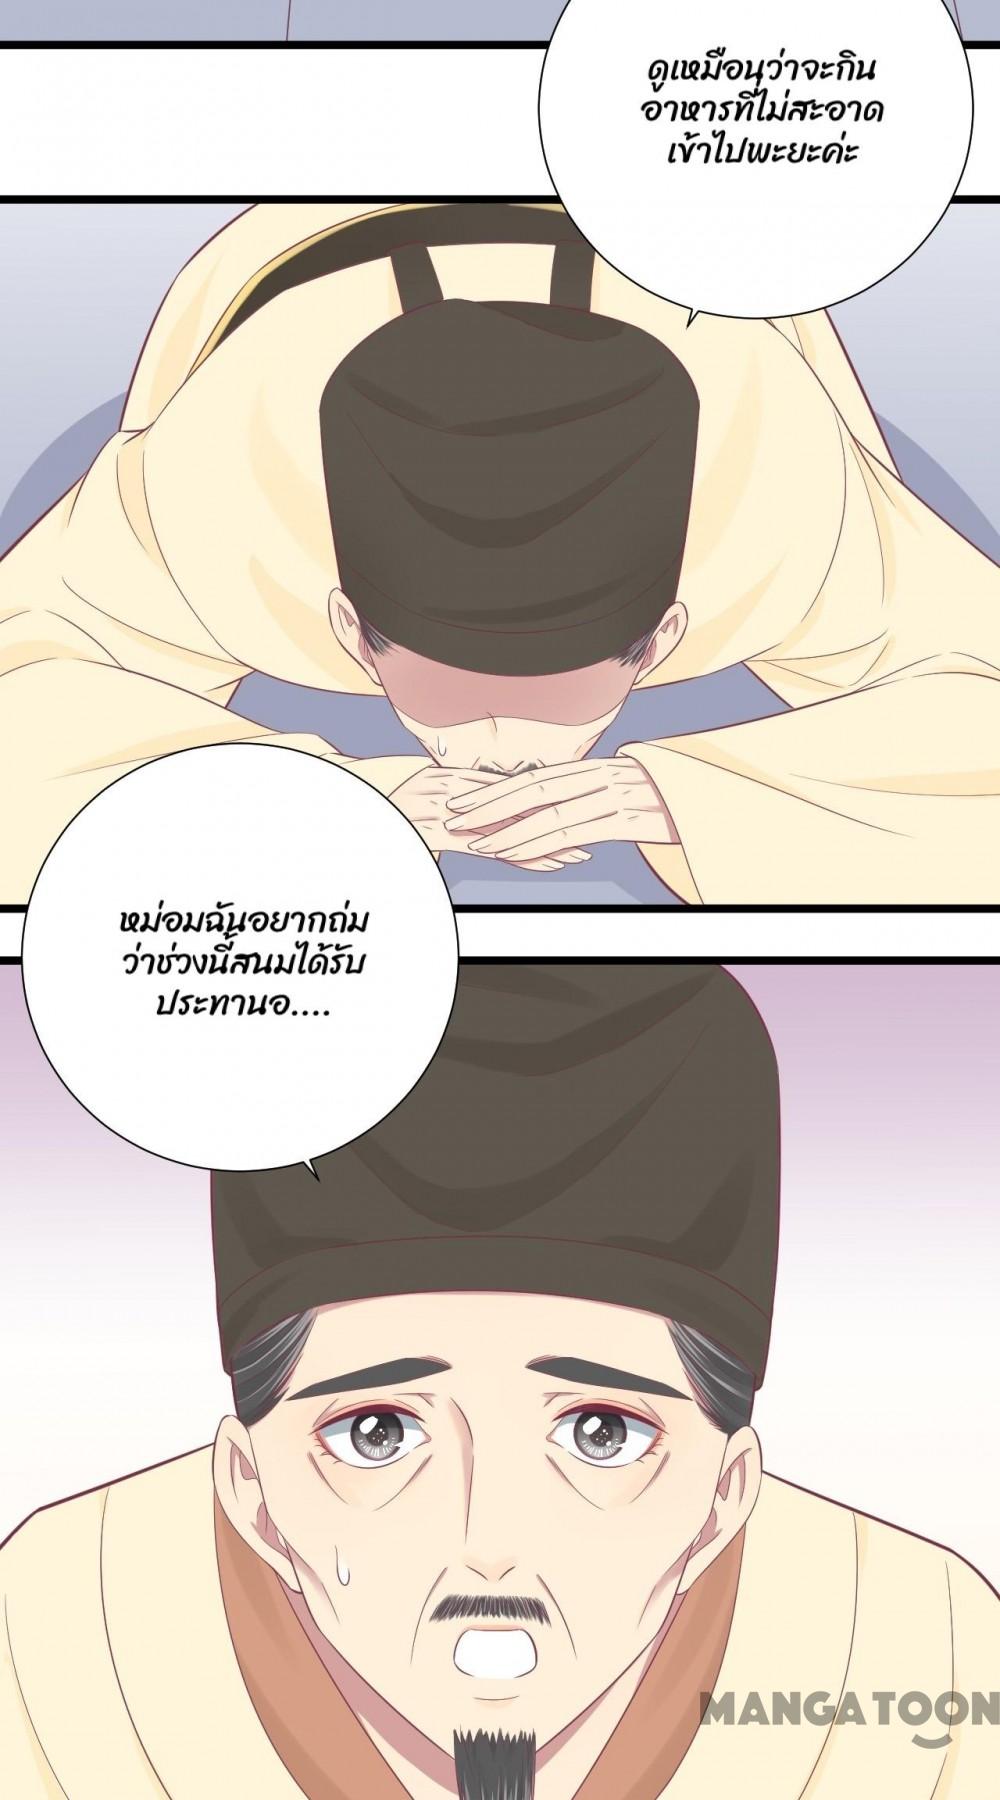 ดูเหมือนว่าจะกิน
อาหารที่ไม่สะอาด
เข้าไปพะยะค่ะ
หม่อมฉันอยากถ่ม
ว่าช่วงนี้สนมได้รับ
ประทานอ....
MANGATOON